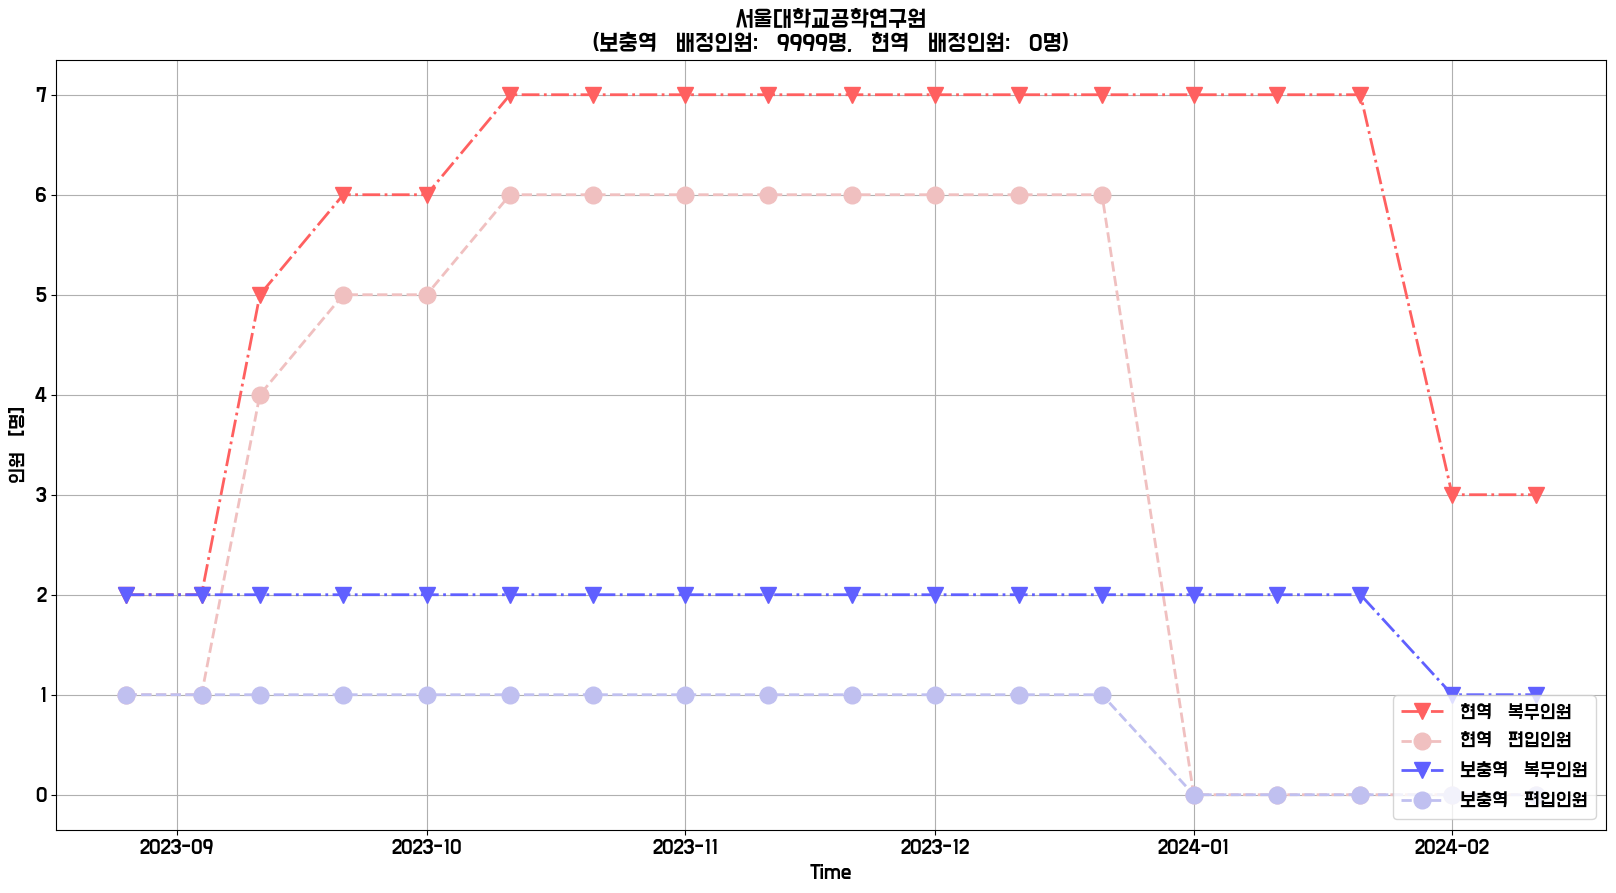 서울대학교공학연구원
(보충역 배정인원: 9999명, 현역 배정인원: 0명)
7
6
5
4
3
2
1
0
인원 [명]
2023-09
2023-10
2023-11
2023-12
2024-01
2024-02
Time
현역 복무인원
현역 편입인원
보충역 복무인원
보충역 편입인원